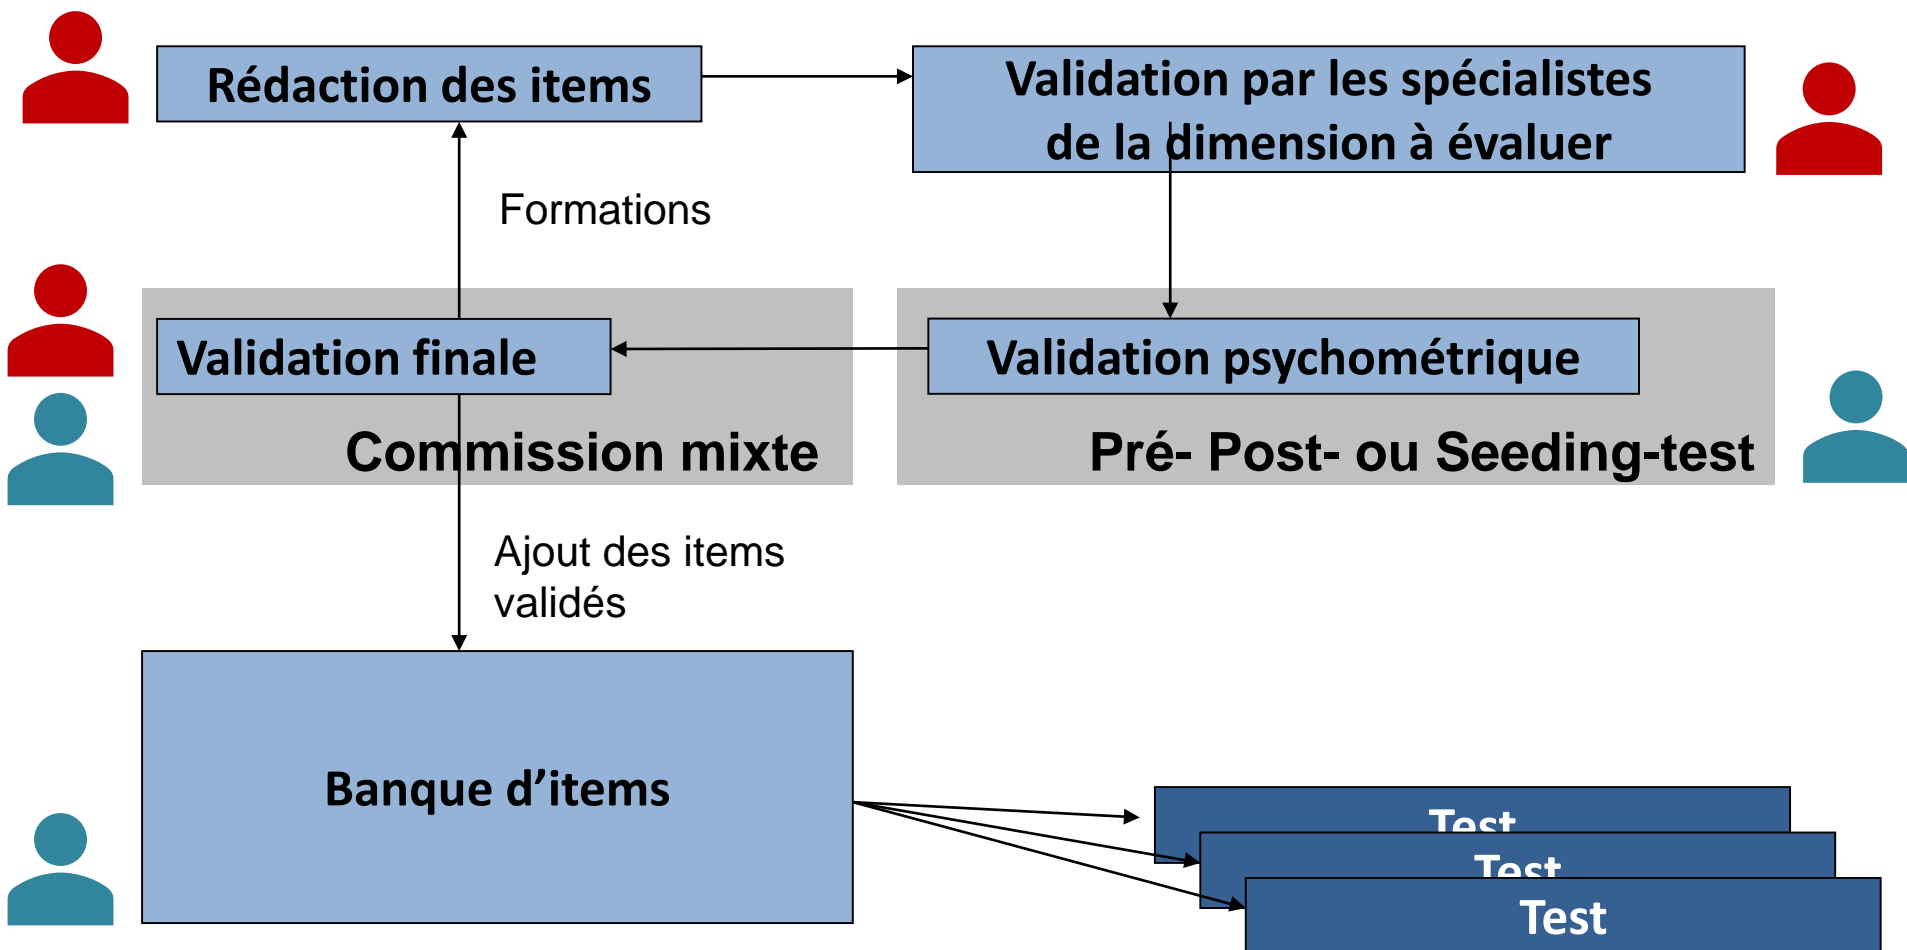 Rédaction des items
Validation par les spécialistes
de la dimension à évaluer
Formations
Validation finale
Validation psychométrique
Commission mixte
Pré- Post- ou Seeding-test
Ajout des items
validés
Banque d’items
Test
Test
Test